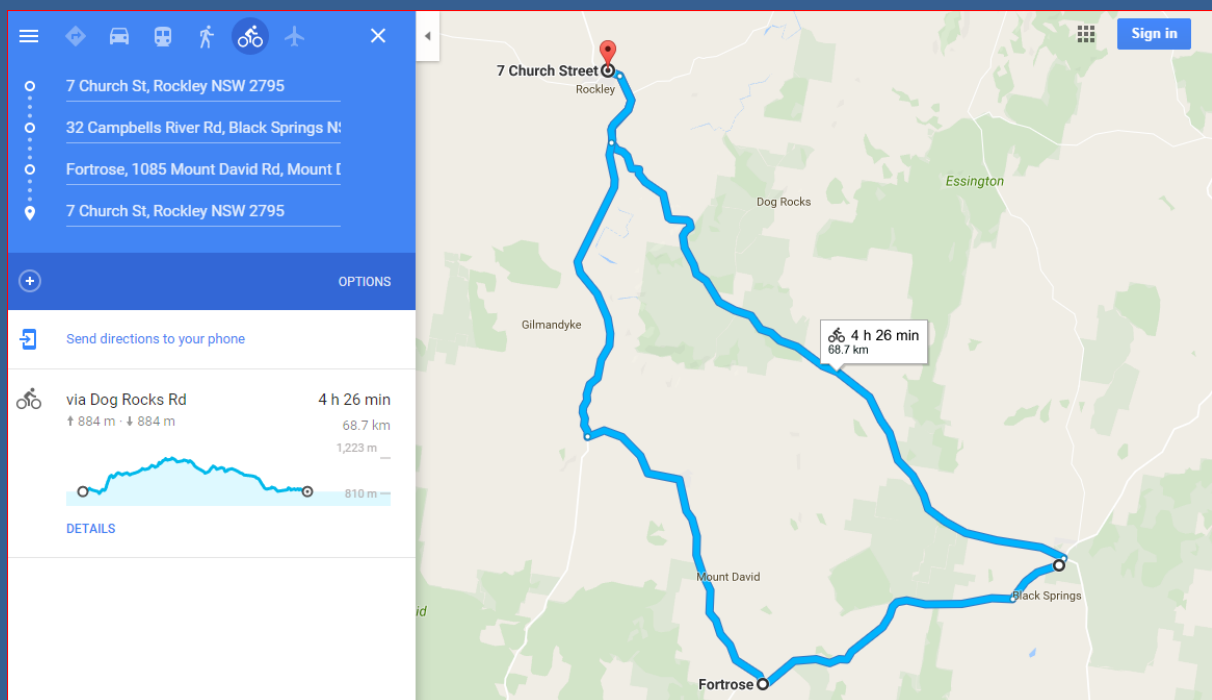 7 Church St, Rockley NSW 2795
32 Campbells River Rd, Black Springs N
Fortrose, 1085 Mount David Rd, Mount
7 Church St, Rockley NSW 2795
OPTIONS
Send directions to your phone
via Dog Rocks Rd
4 h 26 min
↑ 884 m · ↓ 884 m
68.7 km
1,223 m
810 m
DETAILS
Sign in
7 Church Street
Rockley
Essington
Dog Rocks
Gilmandyke
4 h 26 min
68.7 km
Mount David
Black Springs
id
Fortrose